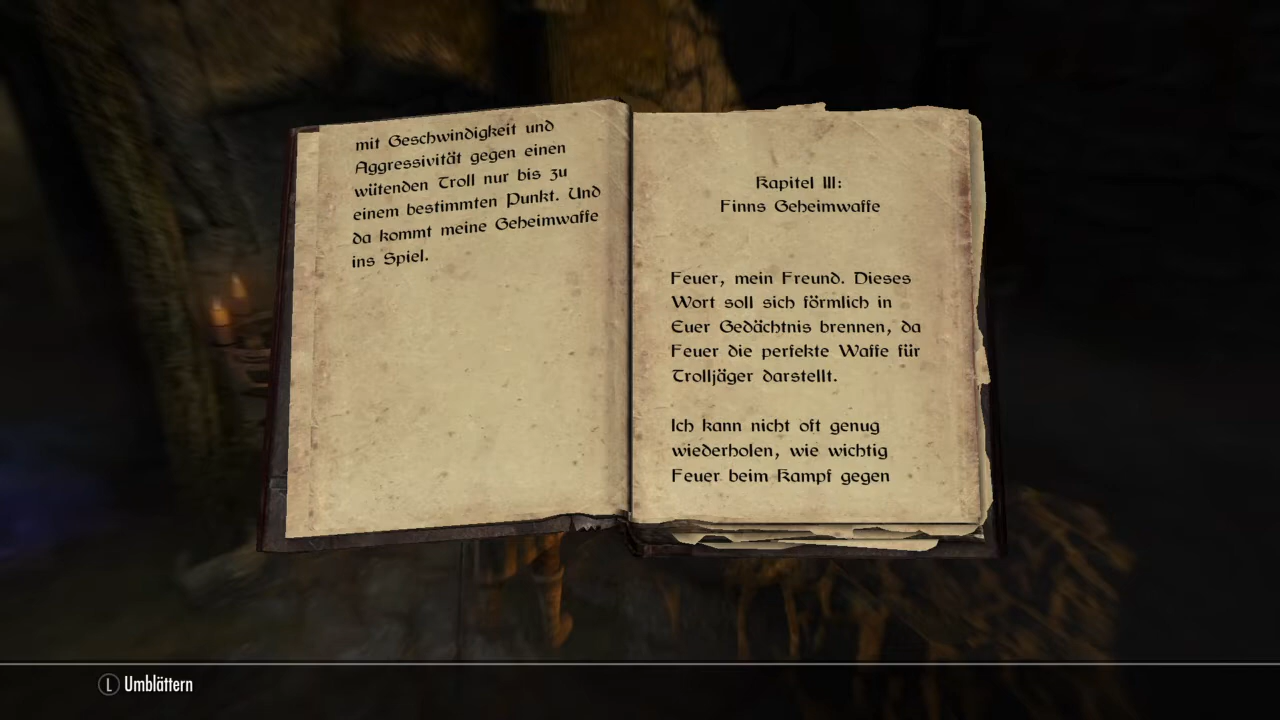 mit Geschwindigkeit und
Aggressivität gegen einen
wütenden Troll nur bis zu
einem bestimmten Punkt. Und
da kommt meine Geheimwaffe
ins Spiel.
Kapitel III:
Finns Geheimwaffe
Feuer, mein Freund. Dieses
Wort soll sich förmlich in
Euer Gedächtnis brennen, da
Feuer die perfekte Waffe für
Trolljäger darstellt.
Ich kann nicht oft genug
wiederholen, wie wichtig
Feuer beim Kampf gegen
L Umblättern